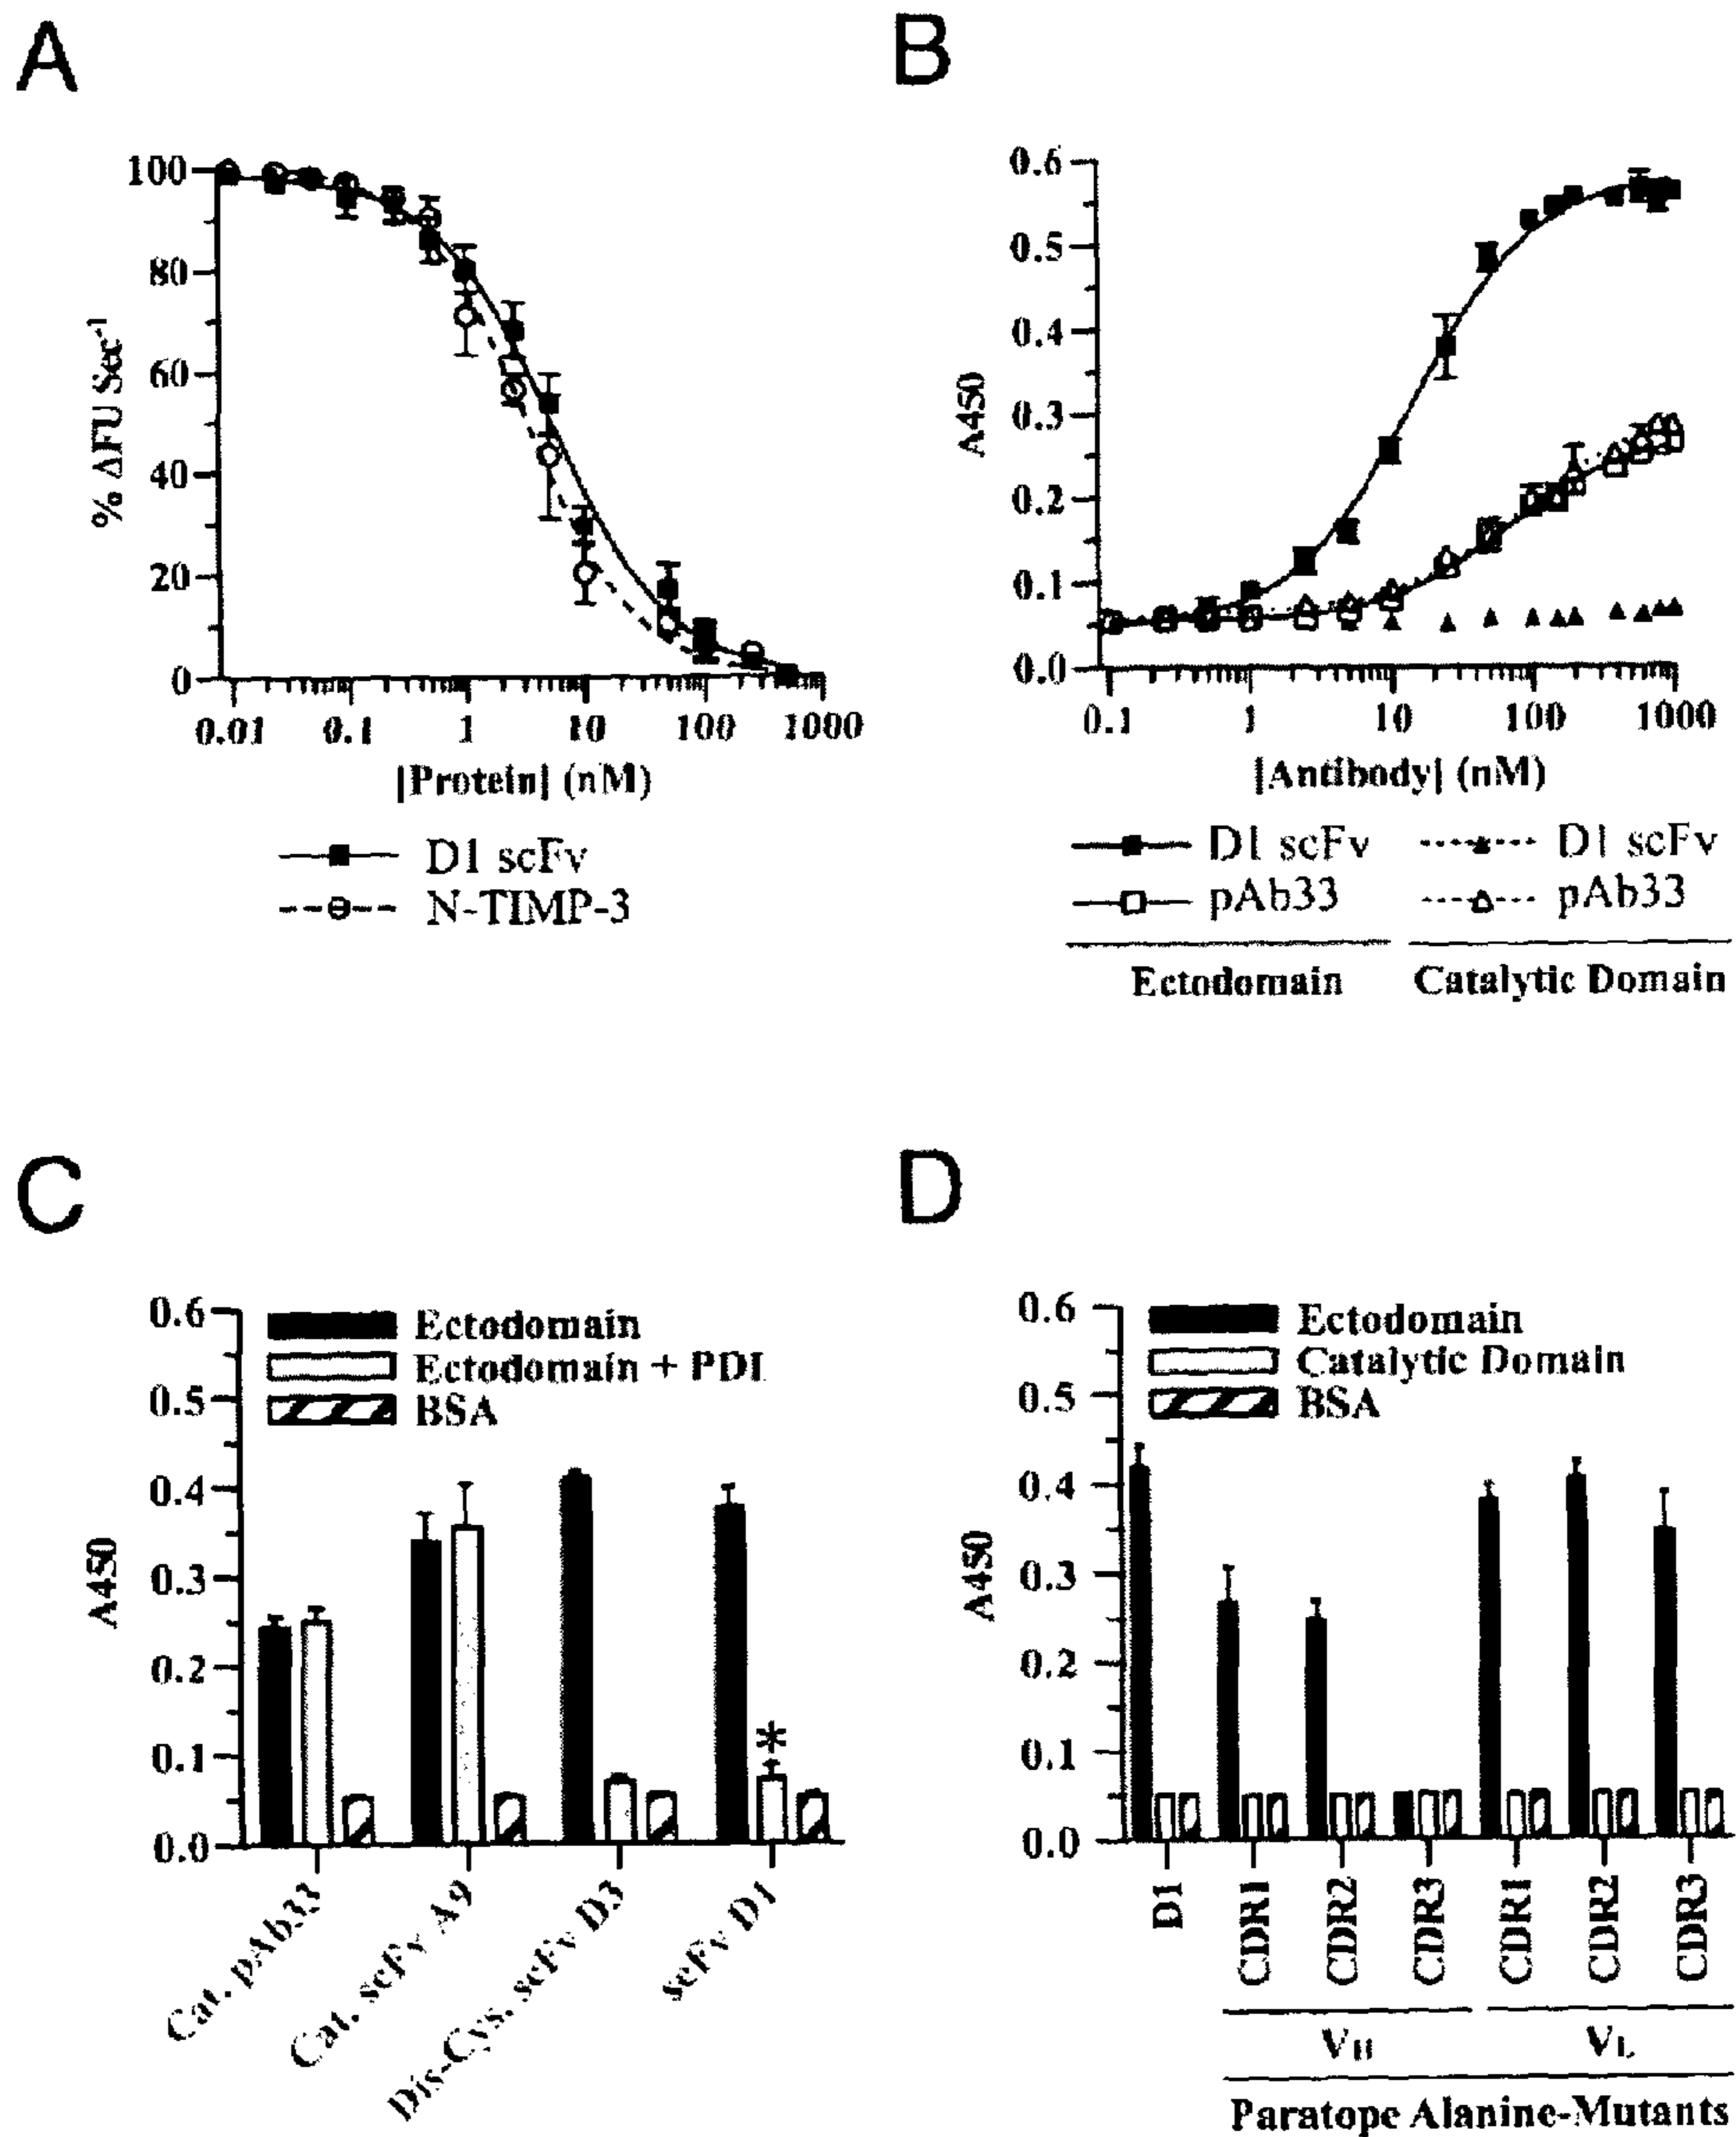 A
% ΔFU Sec⁻¹
100
80
60
40
20
0
0.01 0.1 1 10 100 1000
[Protein] (nM)
D1 scFv
N-TIMP-3
B
A450
0.6
0.5
0.4
0.3
0.2
0.1
0.0
0.1 1 10 100 1000
[Antibody] (nM)
D1 scFv D1 scFv
pAb33 pAb33
Ectodomain Catalytic Domain
C
A450
0.6
0.5
0.4
0.3
0.2
0.1
0.0
Ectodomain
Ectodomain + PDI
BSA
*
Cat. pAb33
Cat. scFv A9
Dis-Cys. scFv D3
scFv D1
D
A450
0.6
0.5
0.4
0.3
0.2
0.1
0.0
Ectodomain
Catalytic Domain
BSA
D1 CDR1 CDR2 CDR3 CDR1 CDR2 CDR3
VH VL
Paratope Alanine-Mutants